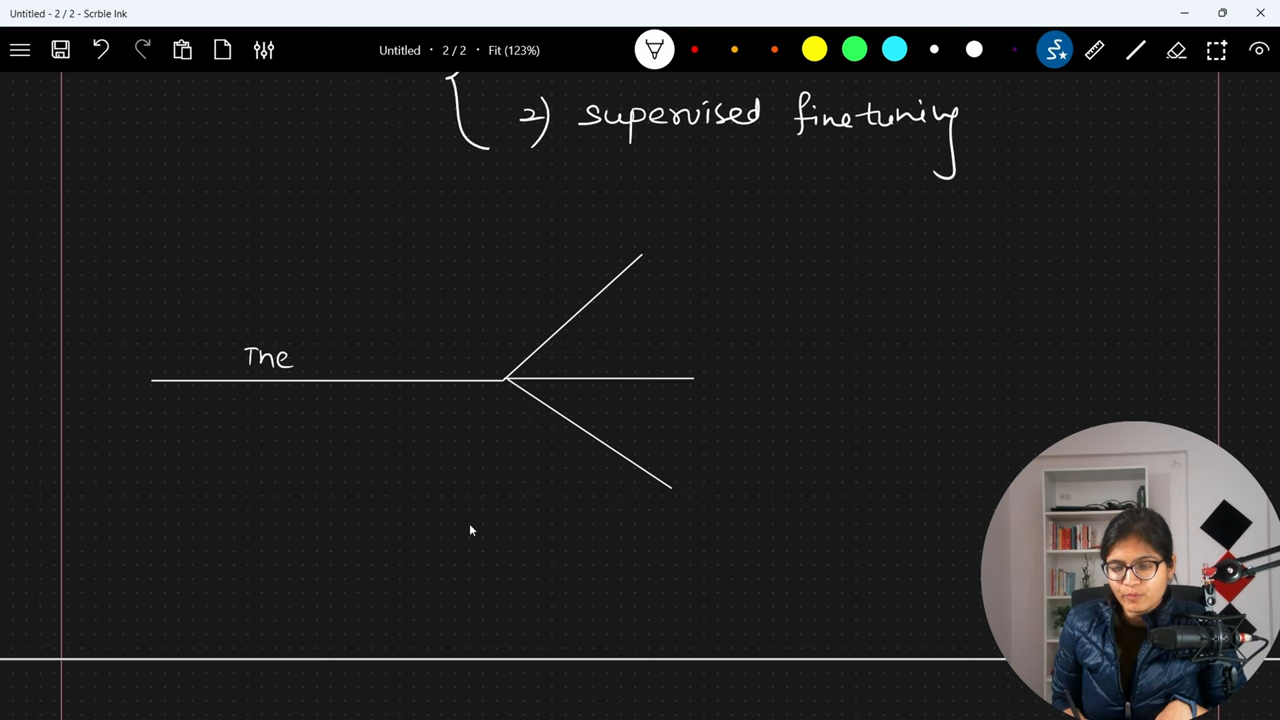 Untitled - 2 / 2 - Scrble Ink
Untitled • 2 / 2 • Fit (123%)
2) supervised finetuning
The